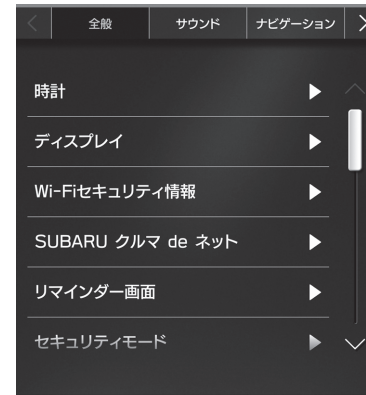 全般
サウンド
ナビゲーション
時計
ディスプレイ
Wi-Fiセキュリティ情報
SUBARU クルマ de ネット
リマインダー画面
セキュリティモード